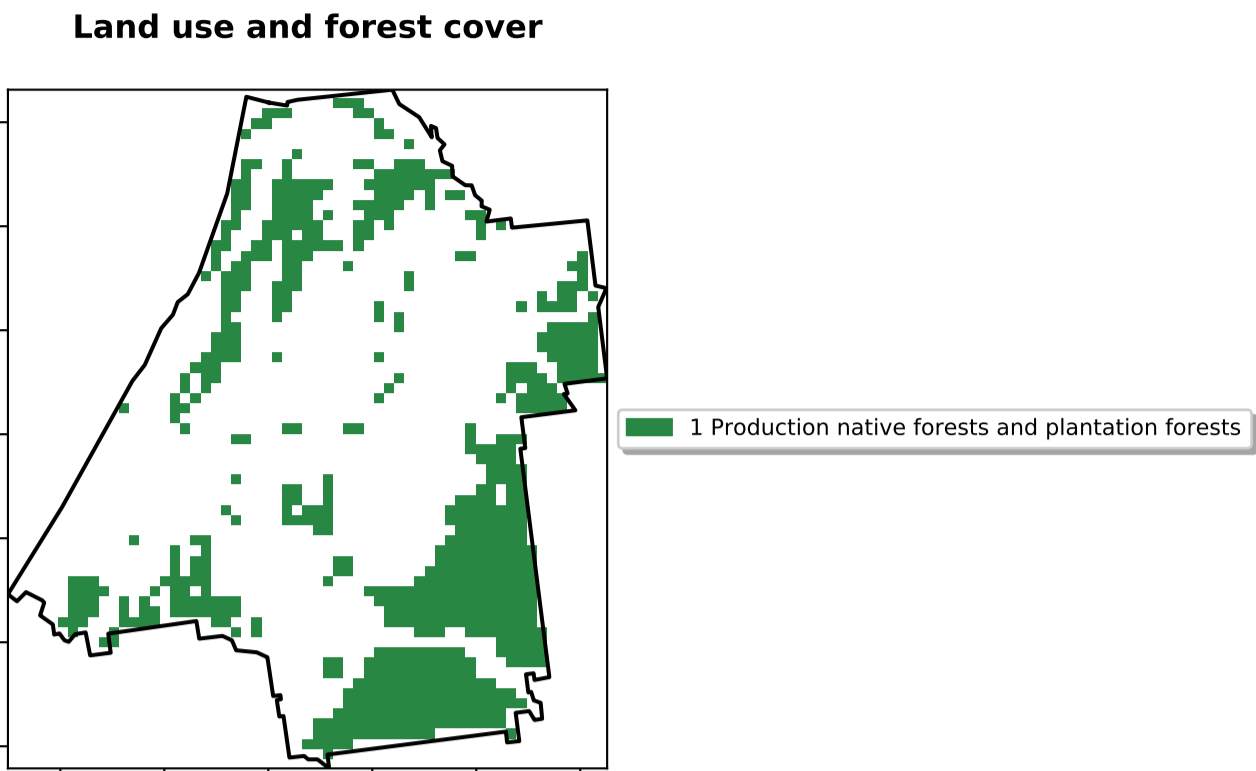 Land use and forest cover
1 Production native forests and plantation forests